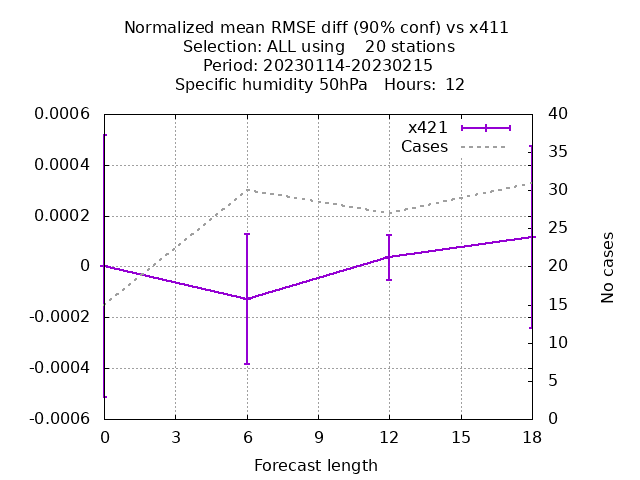 Normalized mean RMSE diff (90% conf) vs x411
Selection: ALL using    20 stations
Period: 20230114-20230215
Specific humidity 50hPa   Hours:  12
0.0006
0.0004
0.0002
0
-0.0002
-0.0004
-0.0006
40
35
30
25
20
15
10
5
0
x421
Cases
No cases
0 3 6 9 12 15 18
Forecast length